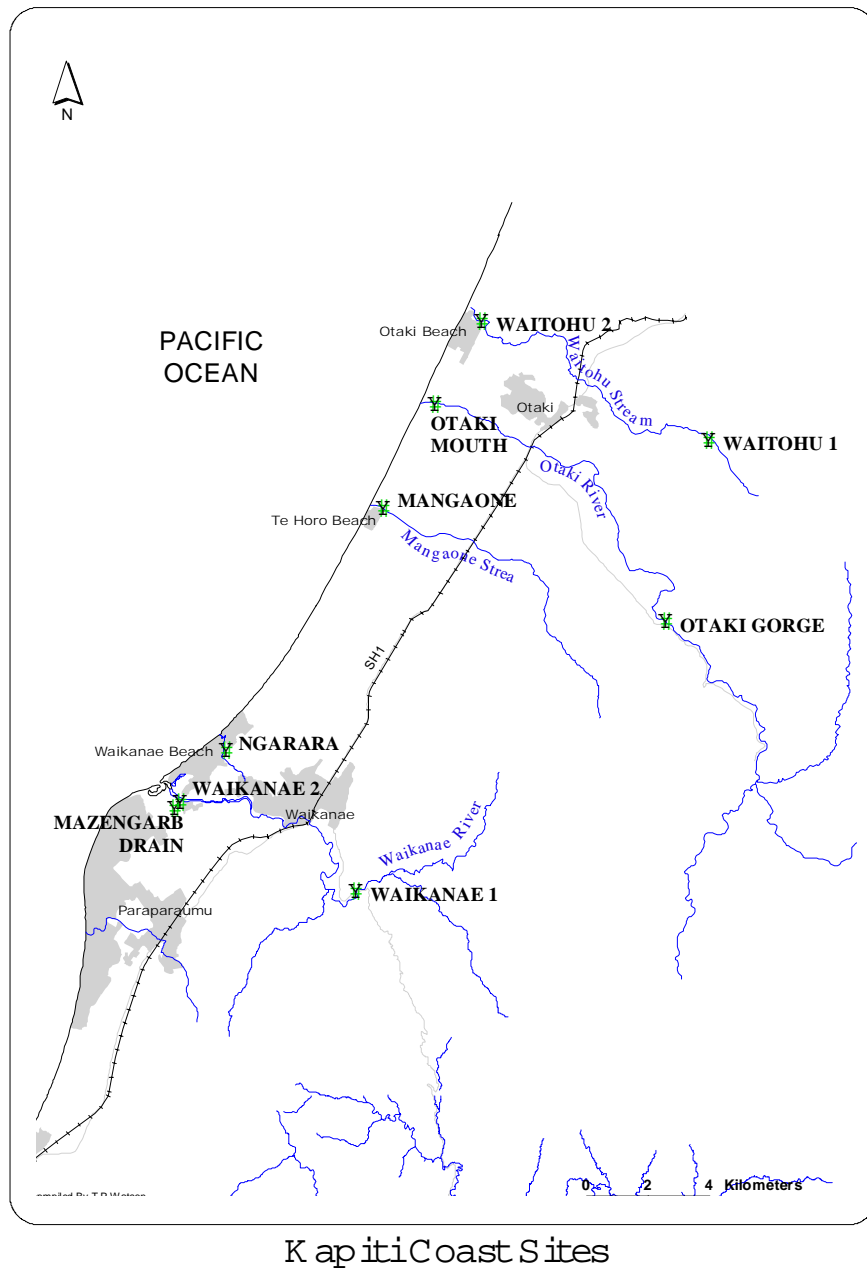 N
PACIFIC
OCEAN
Otaki Beach
WAITOHU 2
Waitohu Stream
Otaki
OTAKI
MOUTH
WAITOHU 1
Otaki River
MANGAONE
Te Horo Beach
Mangaone Strea
OTAKI GORGE
SH1
NGARARA
Waikanae Beach
WAIKANAE 2
MAZENGARB
DRAIN
Waikanae
Waikanae River
WAIKANAE 1
Paraparaumu
0 2 4 Kilometers
Kapiti Coast Sites